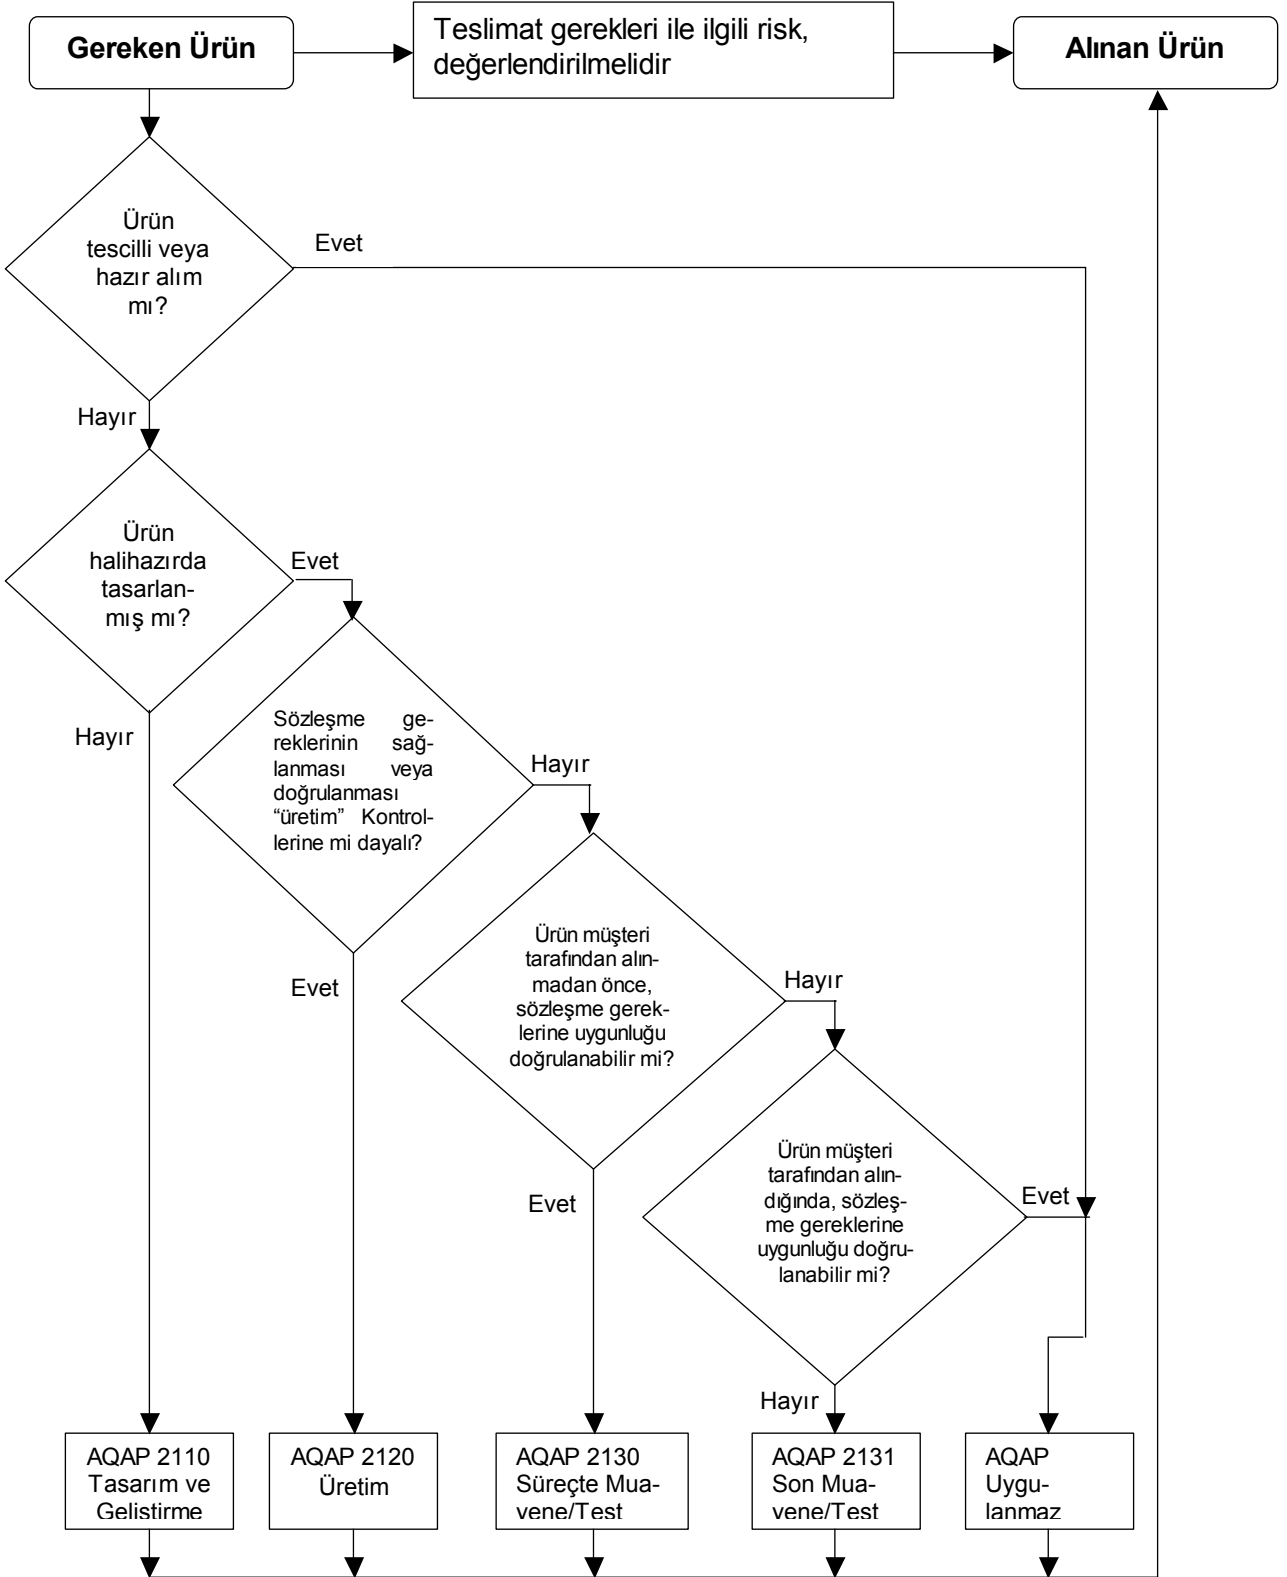 Gereken Ürün
Teslimat gerekleri ile ilgili risk,
değerlendirilmelidir
Alınan Ürün
Ürün
tescilli veya
hazır alım
mı?
Evet
Hayır
Ürün
halihazırda
tasarlan-
mış mı?
Evet
Hayır
Sözleşme ge-
reklerinin sağ-
lanması veya
doğrulanması
“üretim” Kontrol-
lerine mi dayalı?
Hayır
Evet
Ürün müşteri
tarafından alın-
madan önce,
sözleşme gerek-
lerine uygunluğu
doğrulanabilir mi?
Hayır
Evet
Ürün müşteri
tarafından alın-
dığında, sözleş-
me gereklerine
uygunluğu doğru-
lanabilir mi?
Evet
Hayır
AQAP 2110
Tasarım ve
Geliştirme
AQAP 2120
Üretim
AQAP 2130
Süreçte Mua-
yene/Test
AQAP 2131
Son Mua-
yene/Test
AQAP
Uygu-
lanmaz